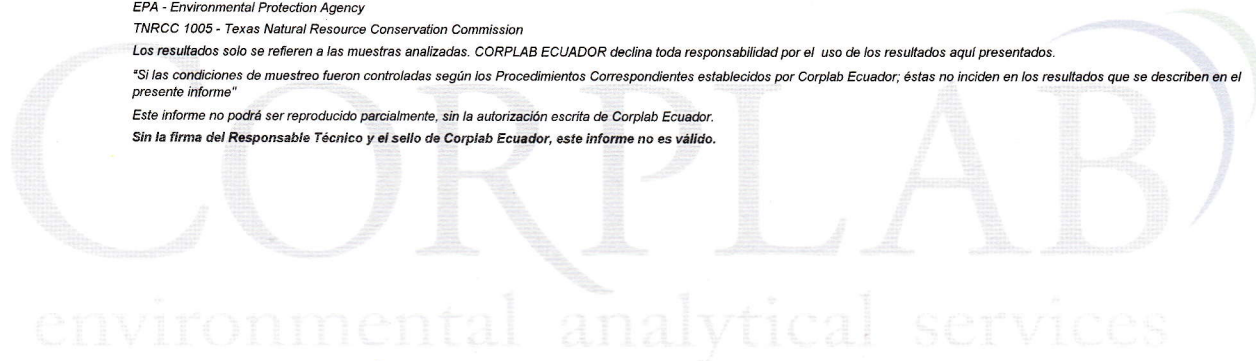 EPA - Environmental Protection Agency
TNRCC 1005 - Texas Natural Resource Conservation Commission
Los resultados solo se refieren a las muestras analizadas. CORPLAB ECUADOR declina toda responsabilidad por el uso de los resultados aquí presentados.
"Si las condiciones de muestreo fueron controladas según los Procedimientos Correspondientes establecidos por Corplab Ecuador; éstas no inciden en los resultados que se describen en el
presente informe"
Este informe no podrá ser reproducido parcialmente, sin la autorización escrita de Corplab Ecuador.
Sin la firma del Responsable Técnico y el sello de Corplab Ecuador, este informe no es válido.
CORPLAB
environmental analytical services